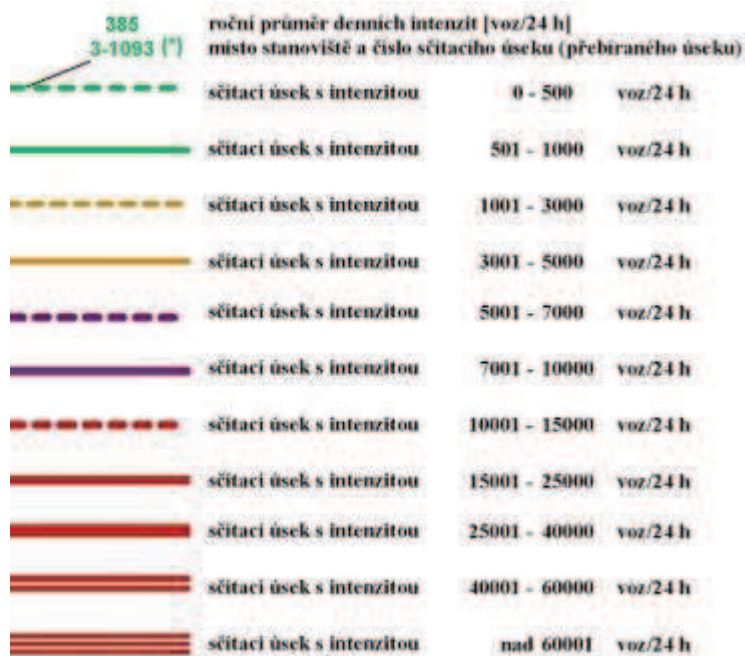 385 roční průměr denních intenzit [voz/24 h]
3-1093 (*) místo stanoviště a číslo sčítacího úseku (přebíraného úseku)
sčítací úsek s intenzitou 0 - 500 voz/24 h
sčítací úsek s intenzitou 501 - 1000 voz/24 h
sčítací úsek s intenzitou 1001 - 3000 voz/24 h
sčítací úsek s intenzitou 3001 - 5000 voz/24 h
sčítací úsek s intenzitou 5001 - 7000 voz/24 h
sčítací úsek s intenzitou 7001 - 10000 voz/24 h
sčítací úsek s intenzitou 10001 - 15000 voz/24 h
sčítací úsek s intenzitou 15001 - 25000 voz/24 h
sčítací úsek s intenzitou 25001 - 40000 voz/24 h
sčítací úsek s intenzitou 40001 - 60000 voz/24 h
sčítací úsek s intenzitou nad 60001 voz/24 h